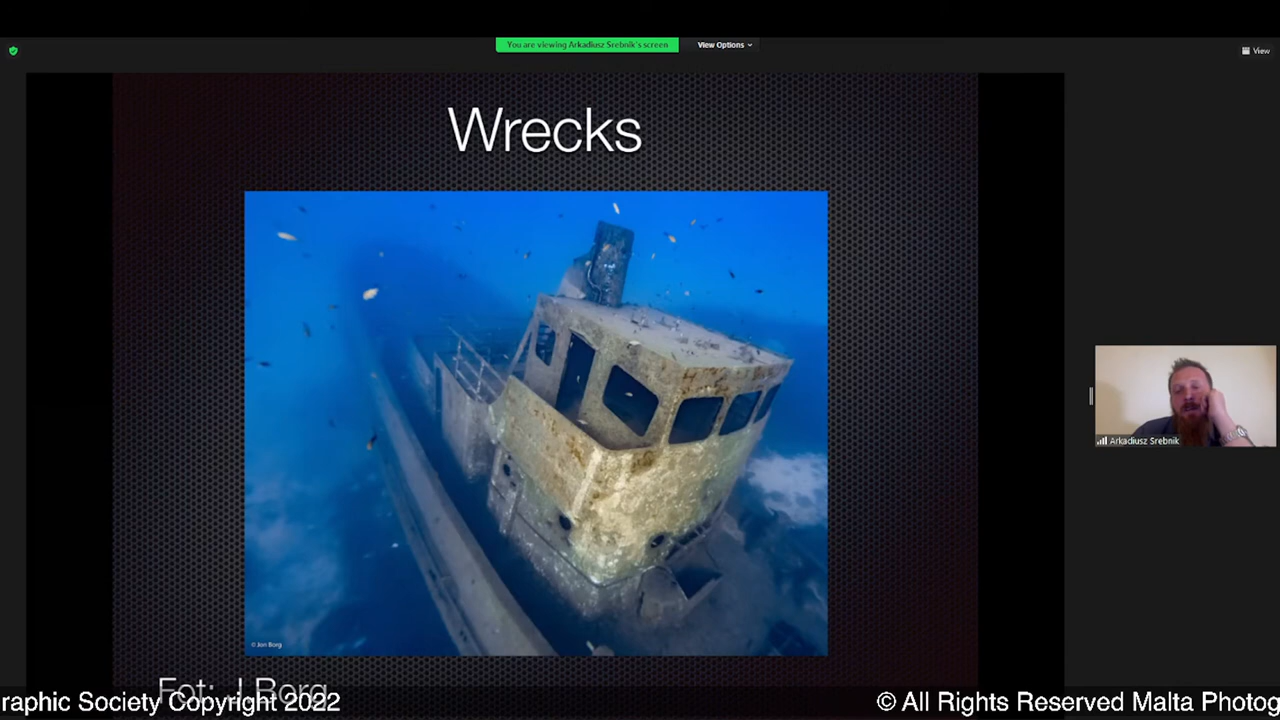 You are viewing Arkadiusz Srebnik's screen
View Options
View
Wrecks
© Jon Borg
Arkadiusz Srebnik
Fot: J.Borg
raphic Society Copyright 2022
© All Rights Reserved Malta Photog